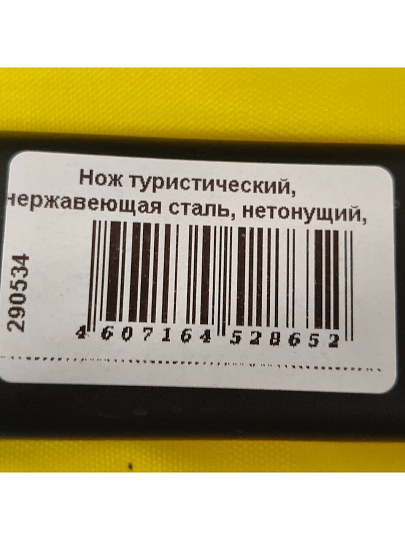 Нож туристический,
нержавеющая сталь, нетонущий,
290534
4 607164 528652